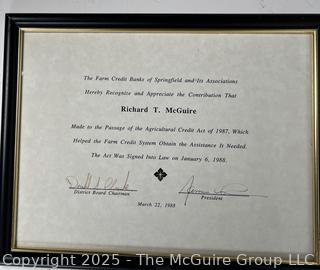 The Farm Credit Banks of Springfield and Its Associations
Hereby Recognize and Appreciate the Contribution That
Richard T. McGuire
Made to the Passage of the Agricultural Credit Act of 1987, Which
Helped the Farm Credit System Obtain the Assistance It Needed.
The Act Was Signed Into Law on January 6, 1988.
District Board Chairman
President
March 22, 1988
Copyright 2025 - The McGuire Group LLC